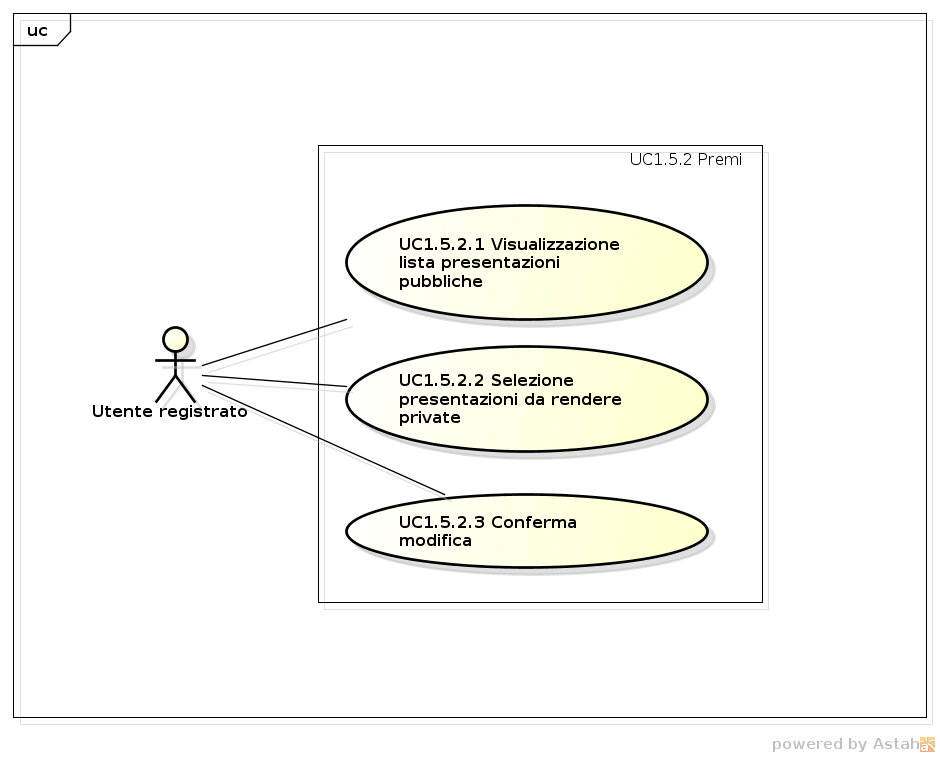 uc
UC1.5.2 Premi
UC1.5.2.1 Visualizzazione
lista presentazioni
pubbliche
UC1.5.2.2 Selezione
presentazioni da rendere
private
Utente registrato
UC1.5.2.3 Conferma
modifica
powered by Astah